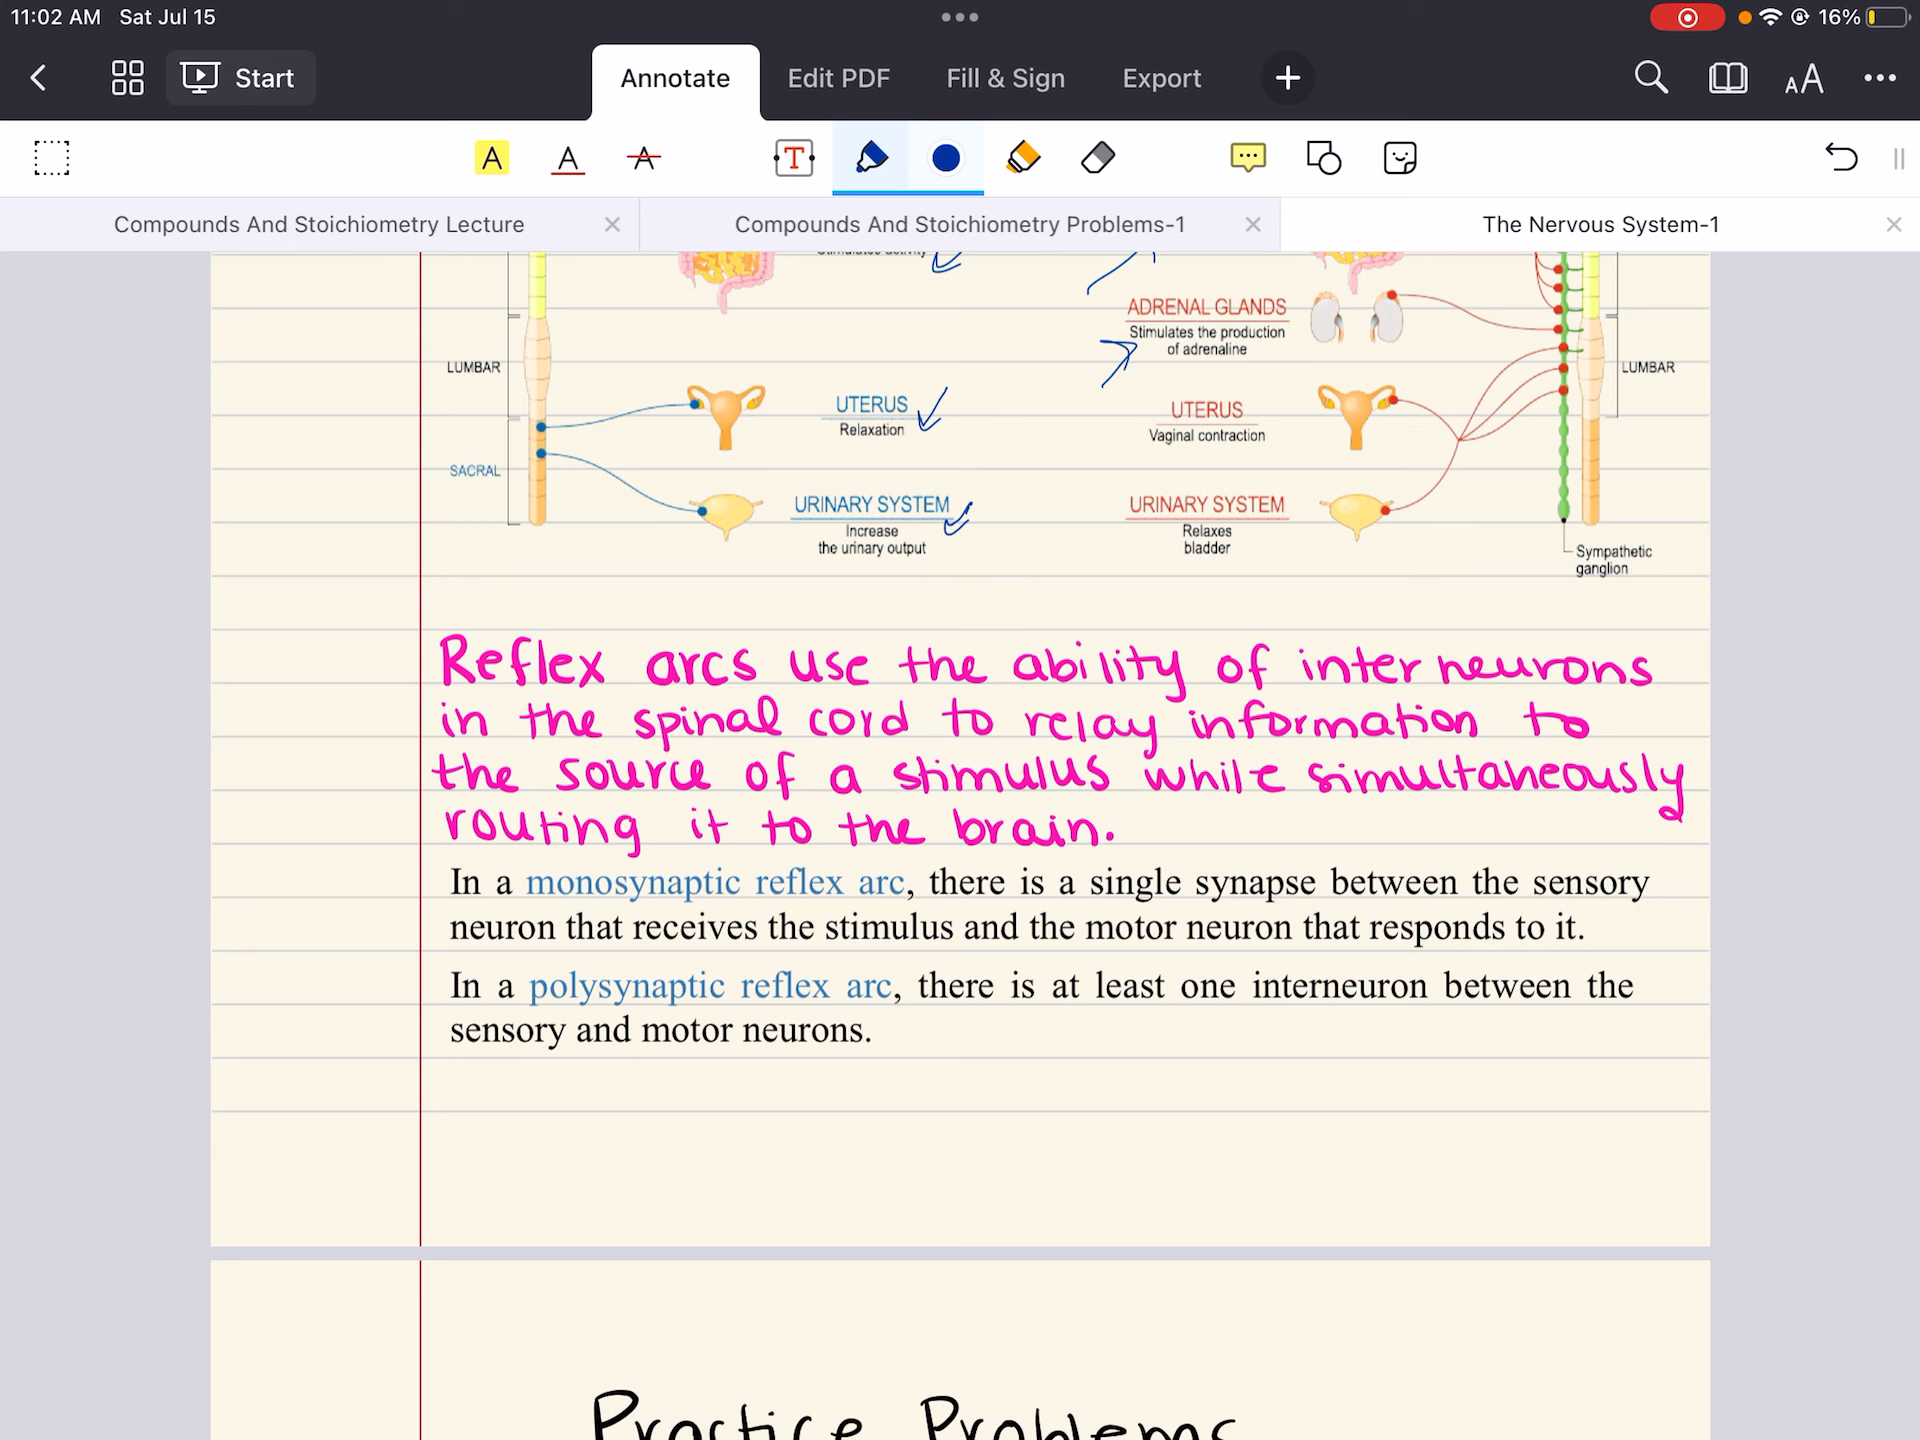 11:02 AM Sat Jul 15
16%
Start
Annotate
Edit PDF
Fill & Sign
Export
Compounds And Stoichiometry Lecture
Compounds And Stoichiometry Problems-1
The Nervous System-1
Stimulates activity
ADRENAL GLANDS
Stimulates the production
of adrenaline
LUMBAR
LUMBAR
UTERUS
Relaxation
UTERUS
Vaginal contraction
SACRAL
URINARY SYSTEM
Increase
the urinary output
URINARY SYSTEM
Relaxes
bladder
Sympathetic
ganglion
Reflex arcs use the ability of inter neurons
in the spinal cord to relay information to
the source of a stimulus while simultaneously
routing it to the brain.
In a monosynaptic reflex arc, there is a single synapse between the sensory
neuron that receives the stimulus and the motor neuron that responds to it.
In a polysynaptic reflex arc, there is at least one interneuron between the
sensory and motor neurons.
Practice Problems